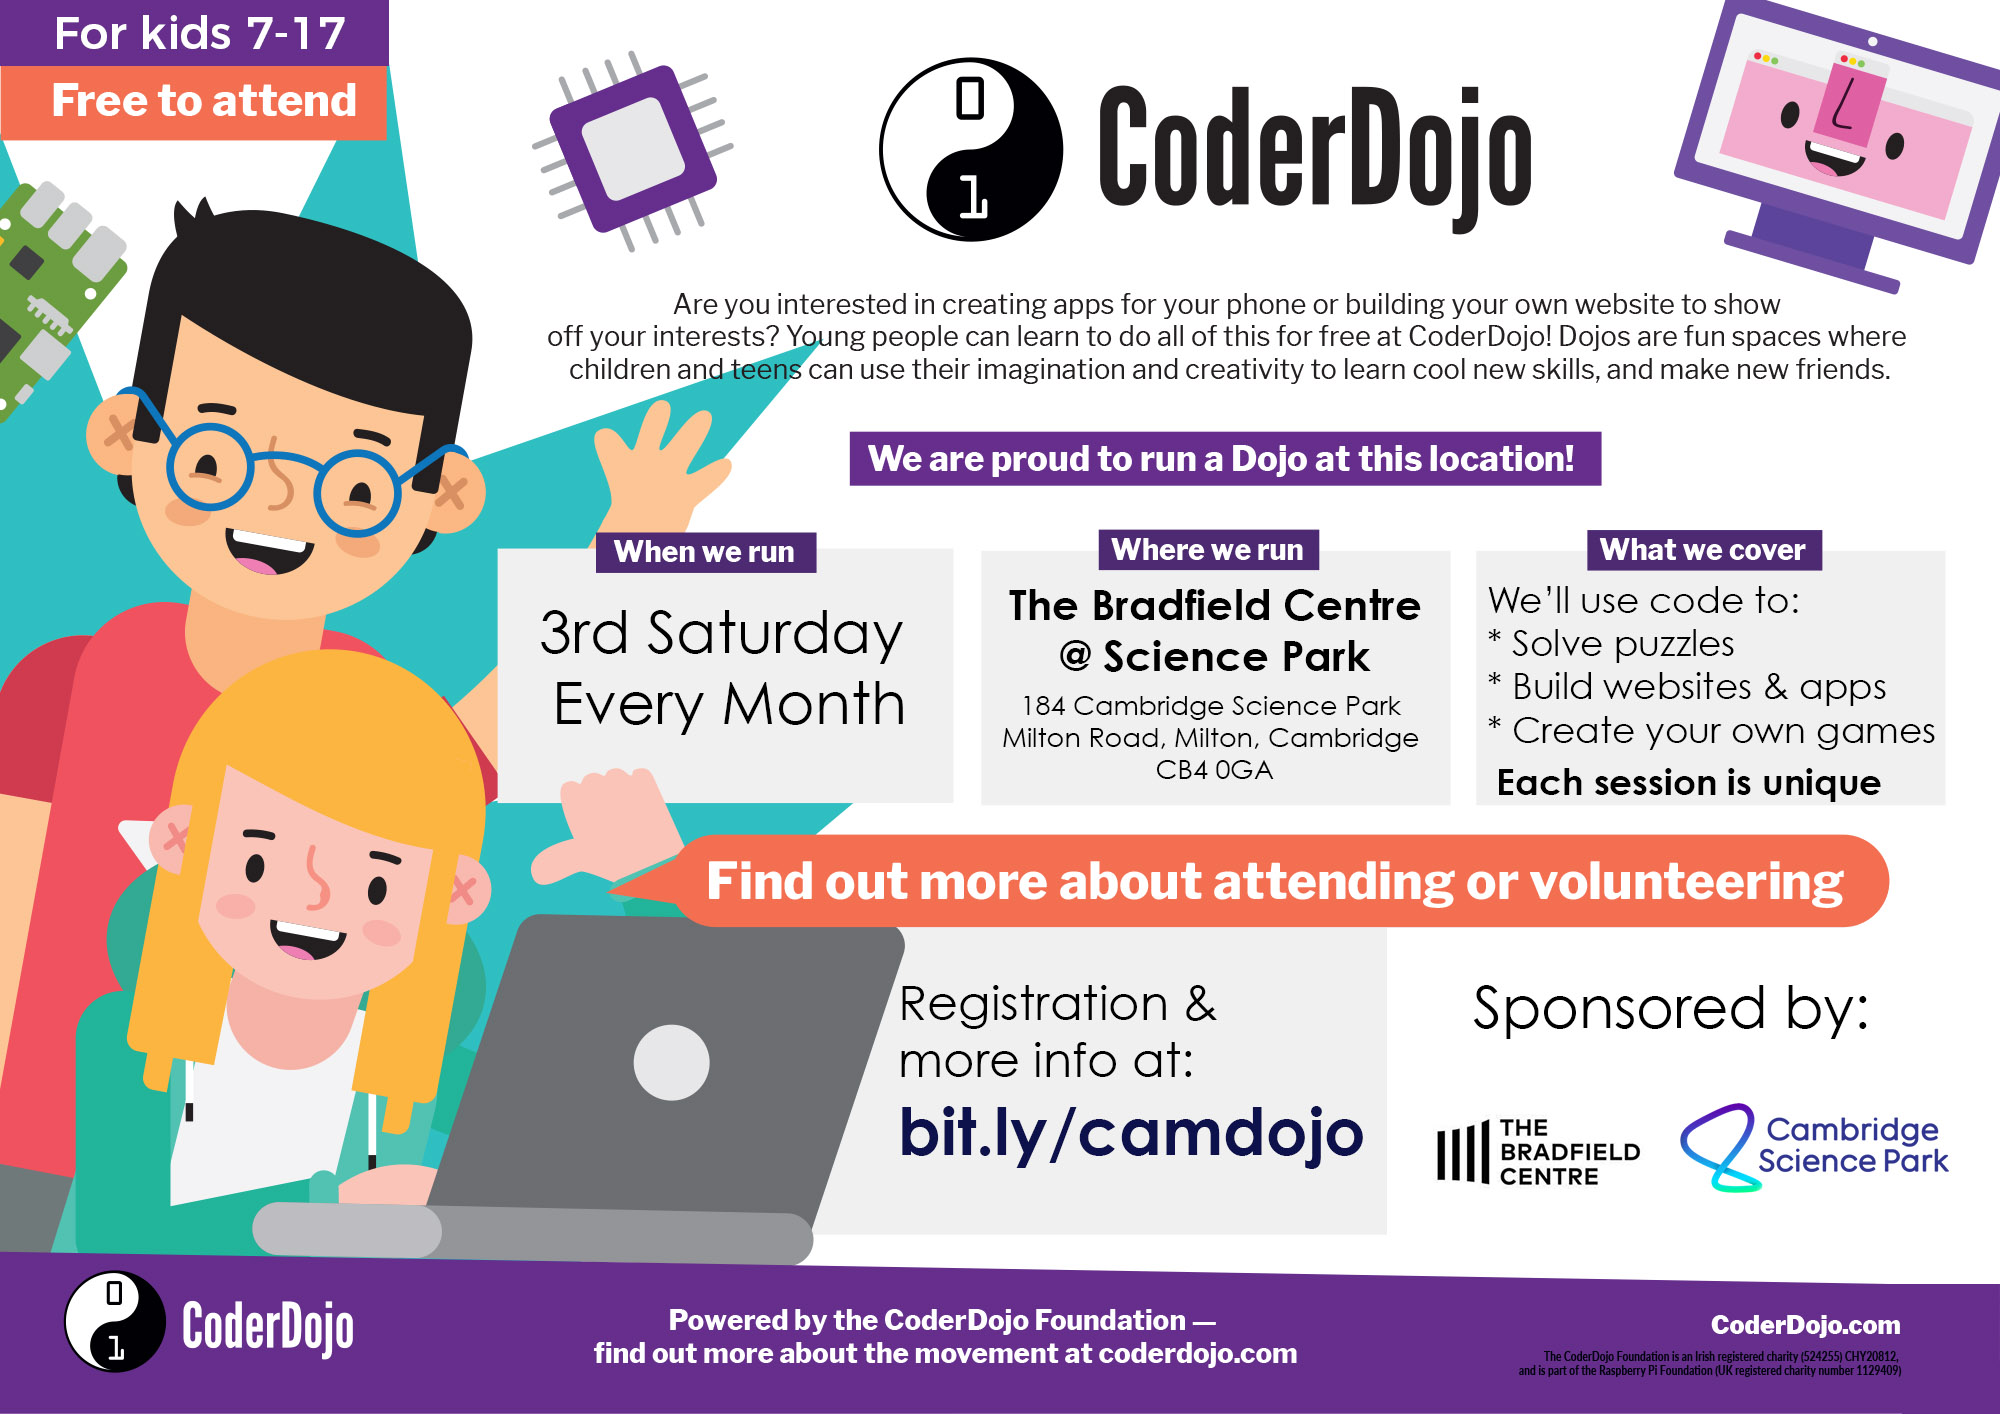 For kids 7-17
Free to attend
0
1
CoderDojo
Are you interested in creating apps for your phone or building your own website to show
off your interests? Young people can learn to do all of this for free at CoderDojo! Dojos are fun spaces where
children and teens can use their imagination and creativity to learn cool new skills, and make new friends.
We are proud to run a Dojo at this location!
When we run
3rd Saturday
Every Month
Where we run
The Bradfield Centre
@ Science Park
184 Cambridge Science Park
Milton Road, Milton, Cambridge
CB4 0GA
What we cover
We'll use code to:
* Solve puzzles
* Build websites & apps
* Create your own games
Each session is unique
Find out more about attending or volunteering
Registration &
more info at:
bit.ly/camdojo
Sponsored by:
THE
BRADFIELD
CENTRE
Cambridge
Science Park
0
1
CoderDojo
Powered by the CoderDojo Foundation —
find out more about the movement at coderdojo.com
CoderDojo.com
The CoderDojo Foundation is an Irish registered charity (524255) CHY20812,
and is part of the Raspberry Pi Foundation (UK registered charity number 1129409)